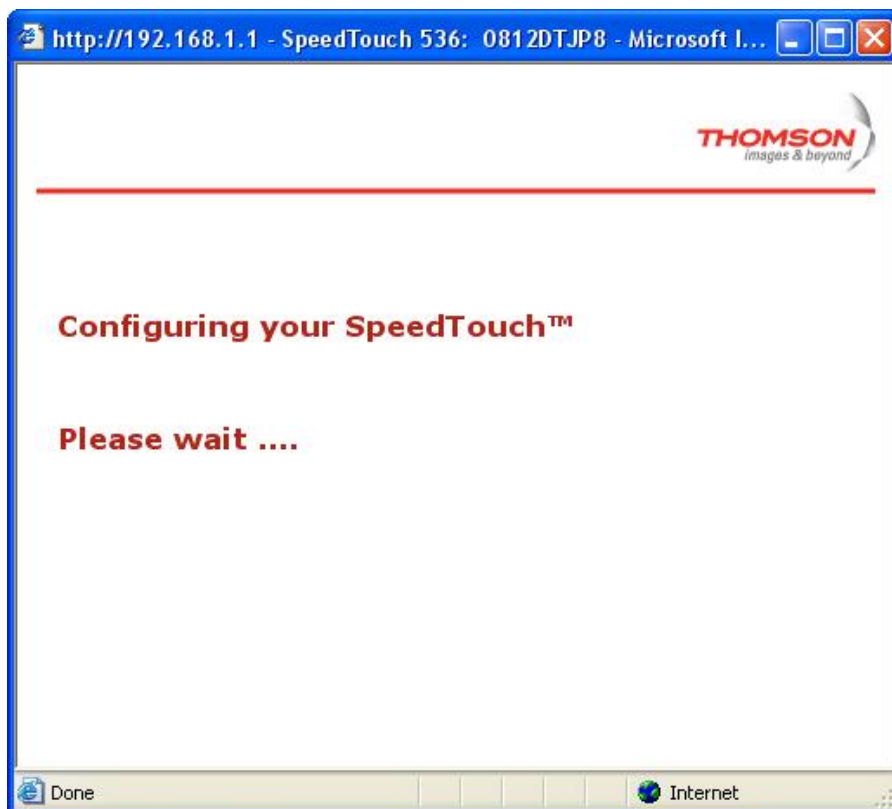 http://192.168.1.1 - SpeedTouch 536: 0812DTJP8 - Microsoft I...
THOMSON
images & beyond
Configuring your SpeedTouch™
Please wait ....
Done
Internet